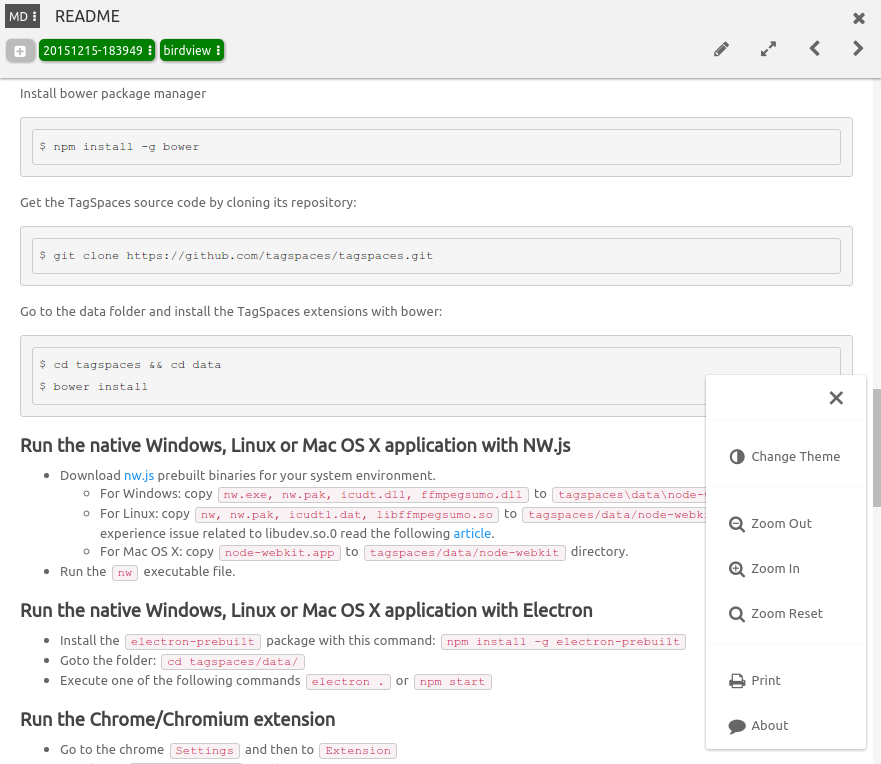 MD README
20151215-183949 birdview
Install bower package manager
$ npm install -g bower
Get the TagSpaces source code by cloning its repository:
$ git clone https://github.com/tagspaces/tagspaces.git
Go to the data folder and install the TagSpaces extensions with bower:
$ cd tagspaces && cd data
$ bower install
Run the native Windows, Linux or Mac OS X application with NW.js
Download nw.js prebuilt binaries for your system environment.
For Windows: copy nw.exe, nw.pak, icudt.dll, ffmpegsumo.dll to tagspaces\data\node-
For Linux: copy nw, nw.pak, icudtl.dat, libffmpegsumo.so to tagspaces/data/node-webk
experience issue related to libudev.so.0 read the following article.
For Mac OS X: copy node-webkit.app to tagspaces/data/node-webkit directory.
Run the nw executable file.
Run the native Windows, Linux or Mac OS X application with Electron
Install the electron-prebuilt package with this command: npm install -g electron-prebuilt
Goto the folder: cd tagspaces/data/
Execute one of the following commands electron . or npm start
Run the Chrome/Chromium extension
Go to the chrome Settings and then to Extension
Change Theme
Zoom Out
Zoom In
Zoom Reset
Print
About